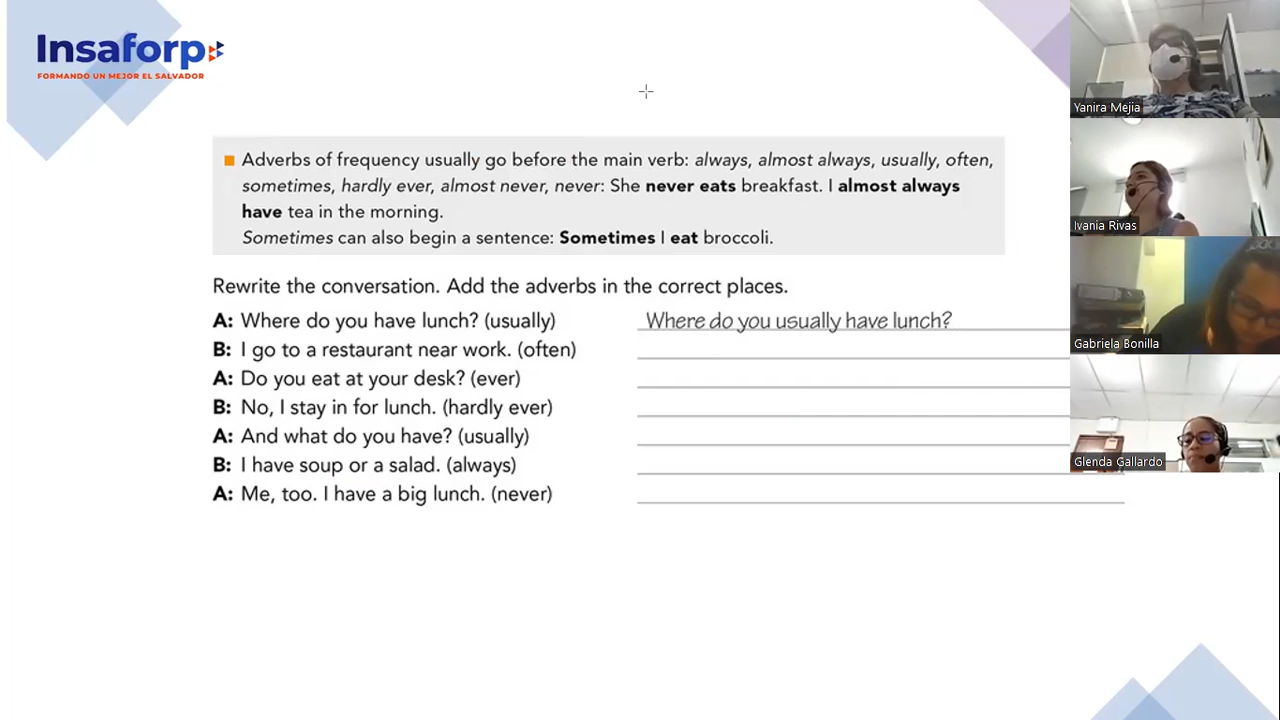 Insaforp
FORMANDO UN MEJOR EL SALVADOR
Adverbs of frequency usually go before the main verb: always, almost always, usually, often,
sometimes, hardly ever, almost never, never: She never eats breakfast. I almost always
have tea in the morning.
Sometimes can also begin a sentence: Sometimes I eat broccoli.
Rewrite the conversation. Add the adverbs in the correct places.
A: Where do you have lunch? (usually) Where do you usually have lunch?
B: I go to a restaurant near work. (often)
A: Do you eat at your desk? (ever)
B: No, I stay in for lunch. (hardly ever)
A: And what do you have? (usually)
B: I have soup or a salad. (always)
A: Me, too. I have a big lunch. (never)
Yanira Mejia
Ivania Rivas
Gabriela Bonilla
Glenda Gallardo